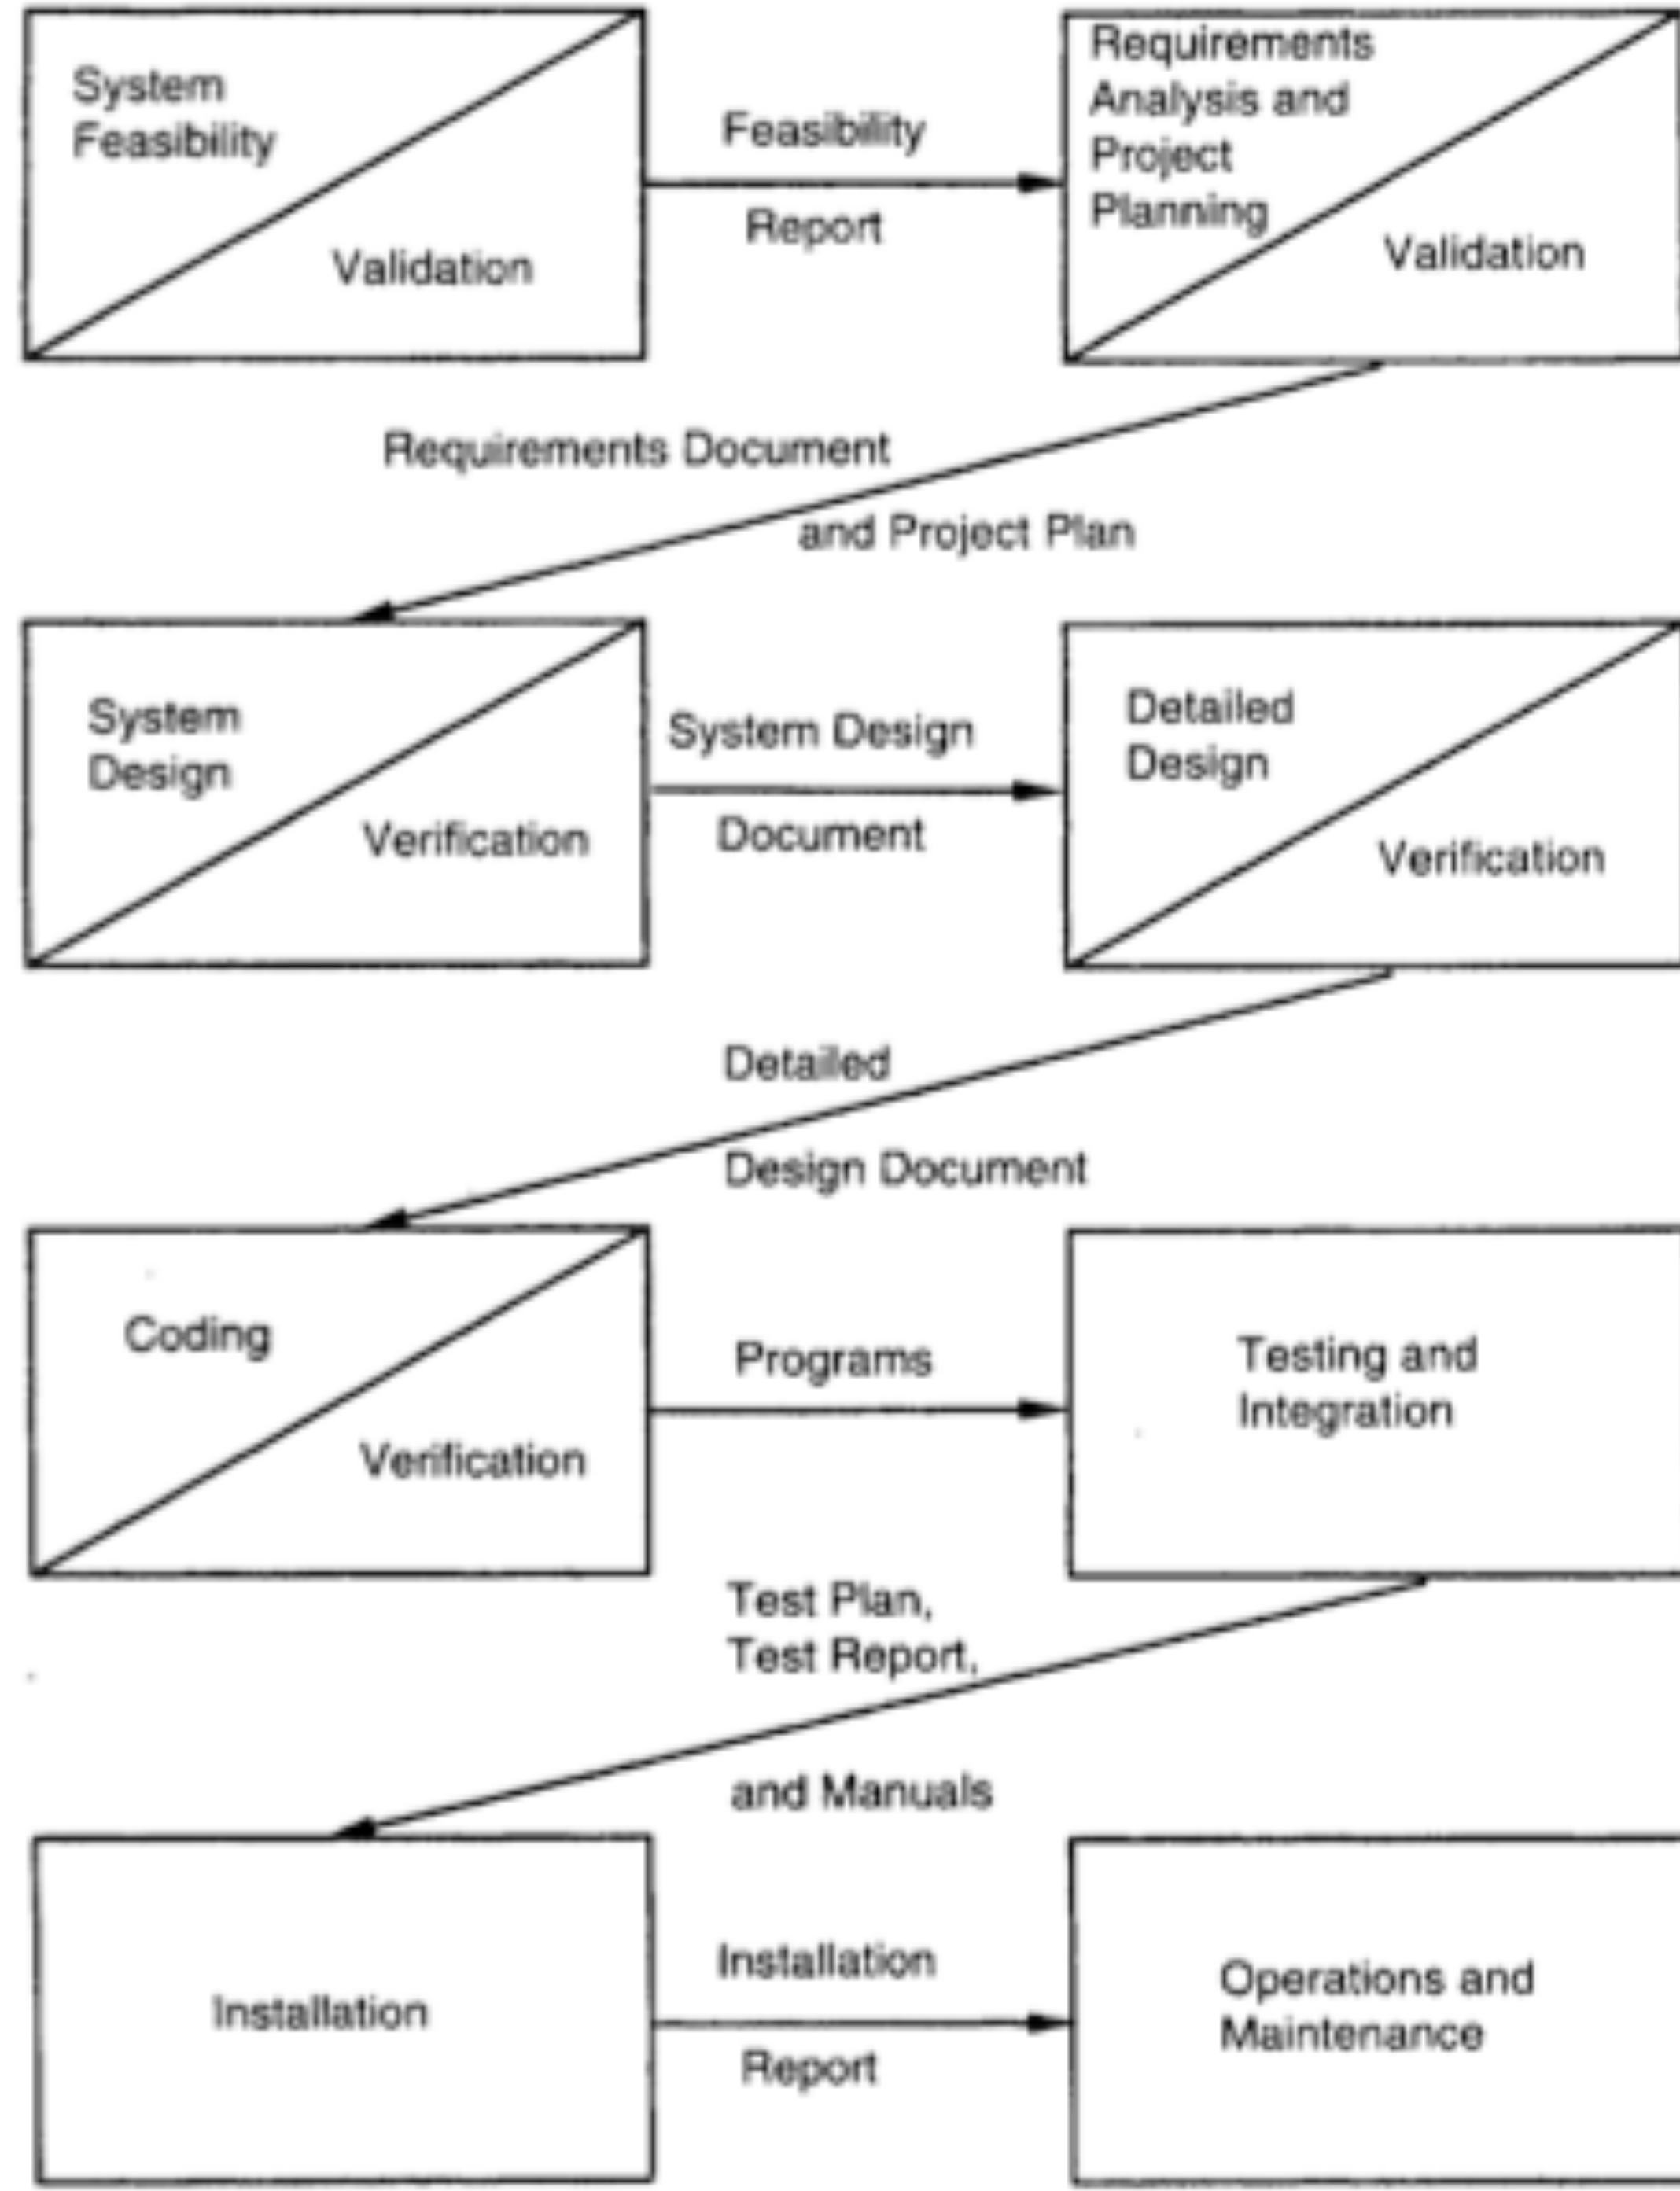 System
Feasibility
Validation
Feasibility
Report
Requirements
Analysis and
Project
Planning
Validation
Requirements Document
and Project Plan
System
Design
Verification
System Design
Document
Detailed
Design
Verification
Detailed
Design Document
Coding
Verification
Programs
Testing and
Integration
Test Plan,
Test Report,
and Manuals
Installation
Installation
Report
Operations and
Maintenance